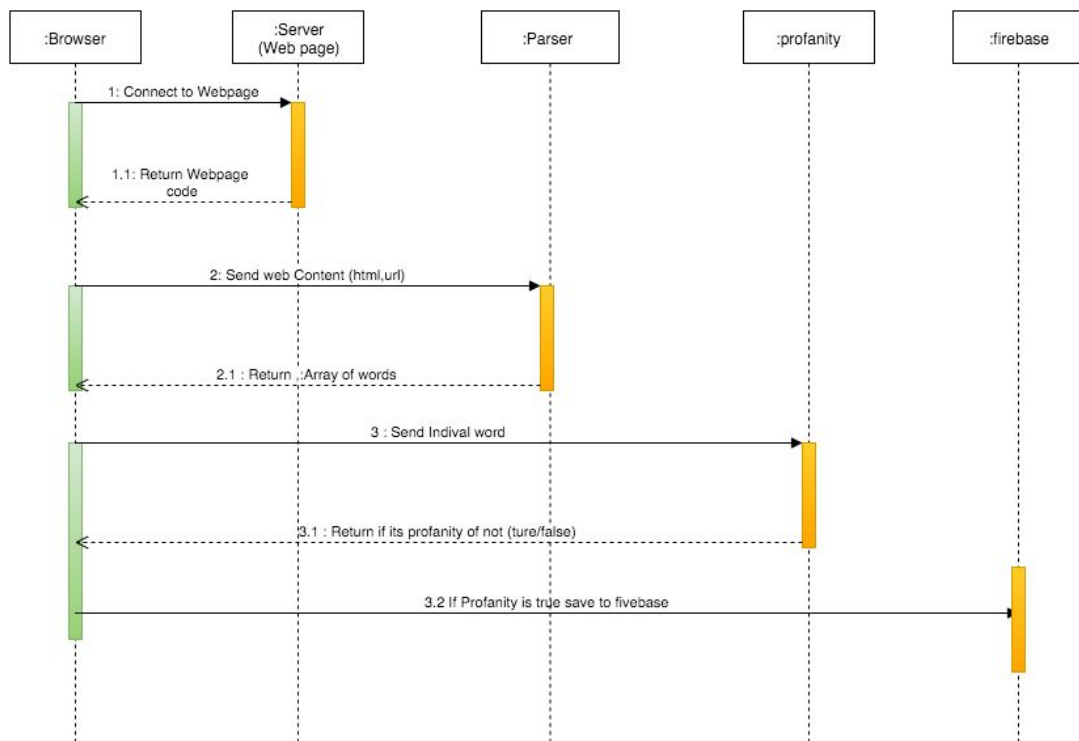 :Browser
:Server
(Web page)
:Parser
:profanity
:firebase
1: Connect to Webpage
1.1: Return Webpage
code
2: Send web Content (html,url)
2.1 : Return ,:Array of words
3 : Send Indival word
3.1 : Return if its profanity of not (ture/false)
3.2 If Profanity is true save to fivebase